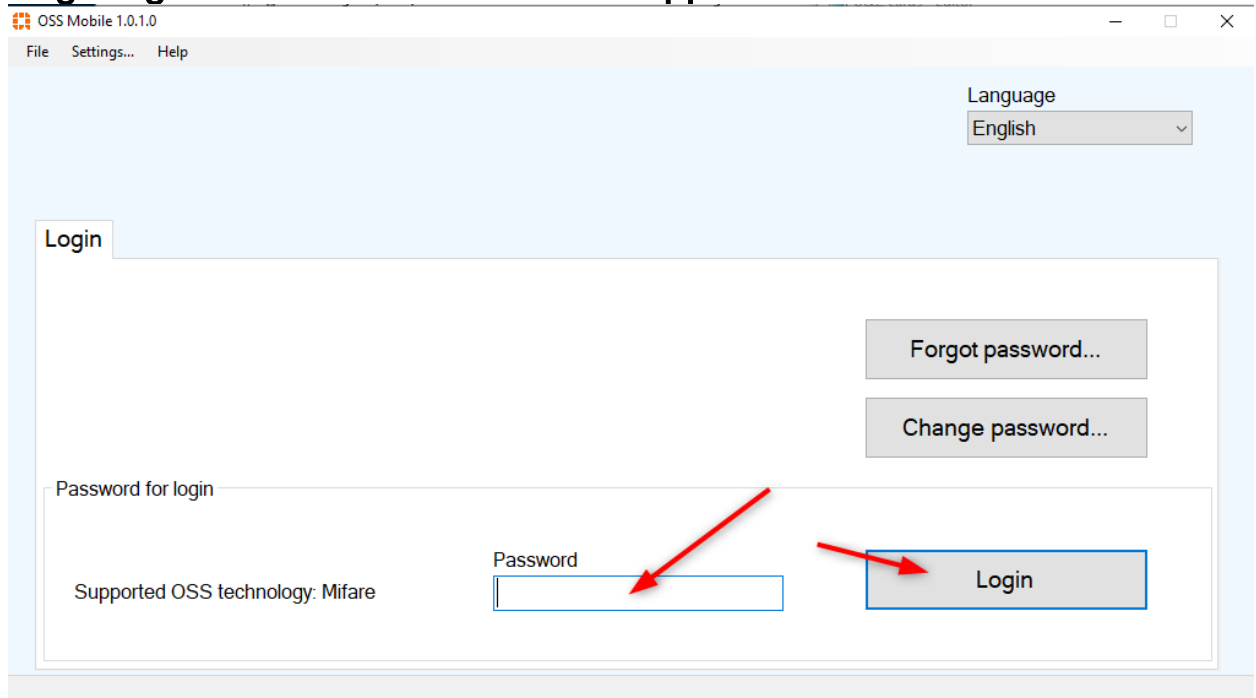 OSS Mobile 1.0.1.0
File Settings... Help
Language
English
Login
Forgot password...
Change password...
Password for login
Password
Supported OSS technology: Mifare
Login